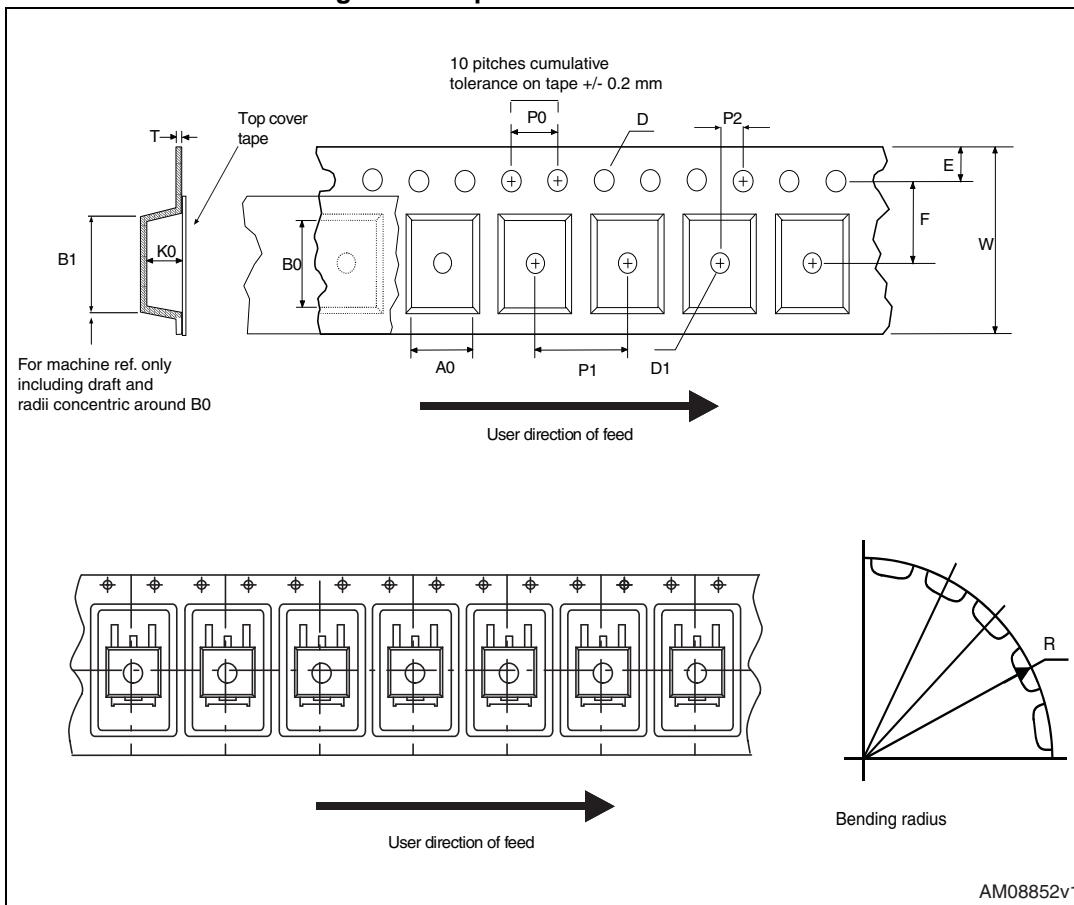 10 pitches cumulative
tolerance on tape +/- 0.2 mm
Top cover
tape
T
P0
D
P2
E
F
W
B1
K0
B0
For machine ref. only
including draft and
radii concentric around B0
A0
P1
D1
User direction of feed
R
Bending radius
User direction of feed
AM08852v1